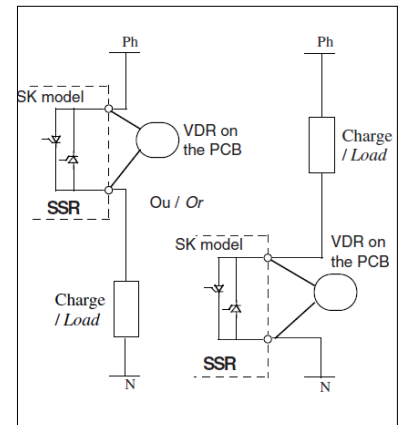 Ph
SK model
VDR on
the PCB
SSR
Charge
/ Load
N
Ou / Or
Ph
Charge
/ Load
SK model
VDR on
the PCB
SSR
N